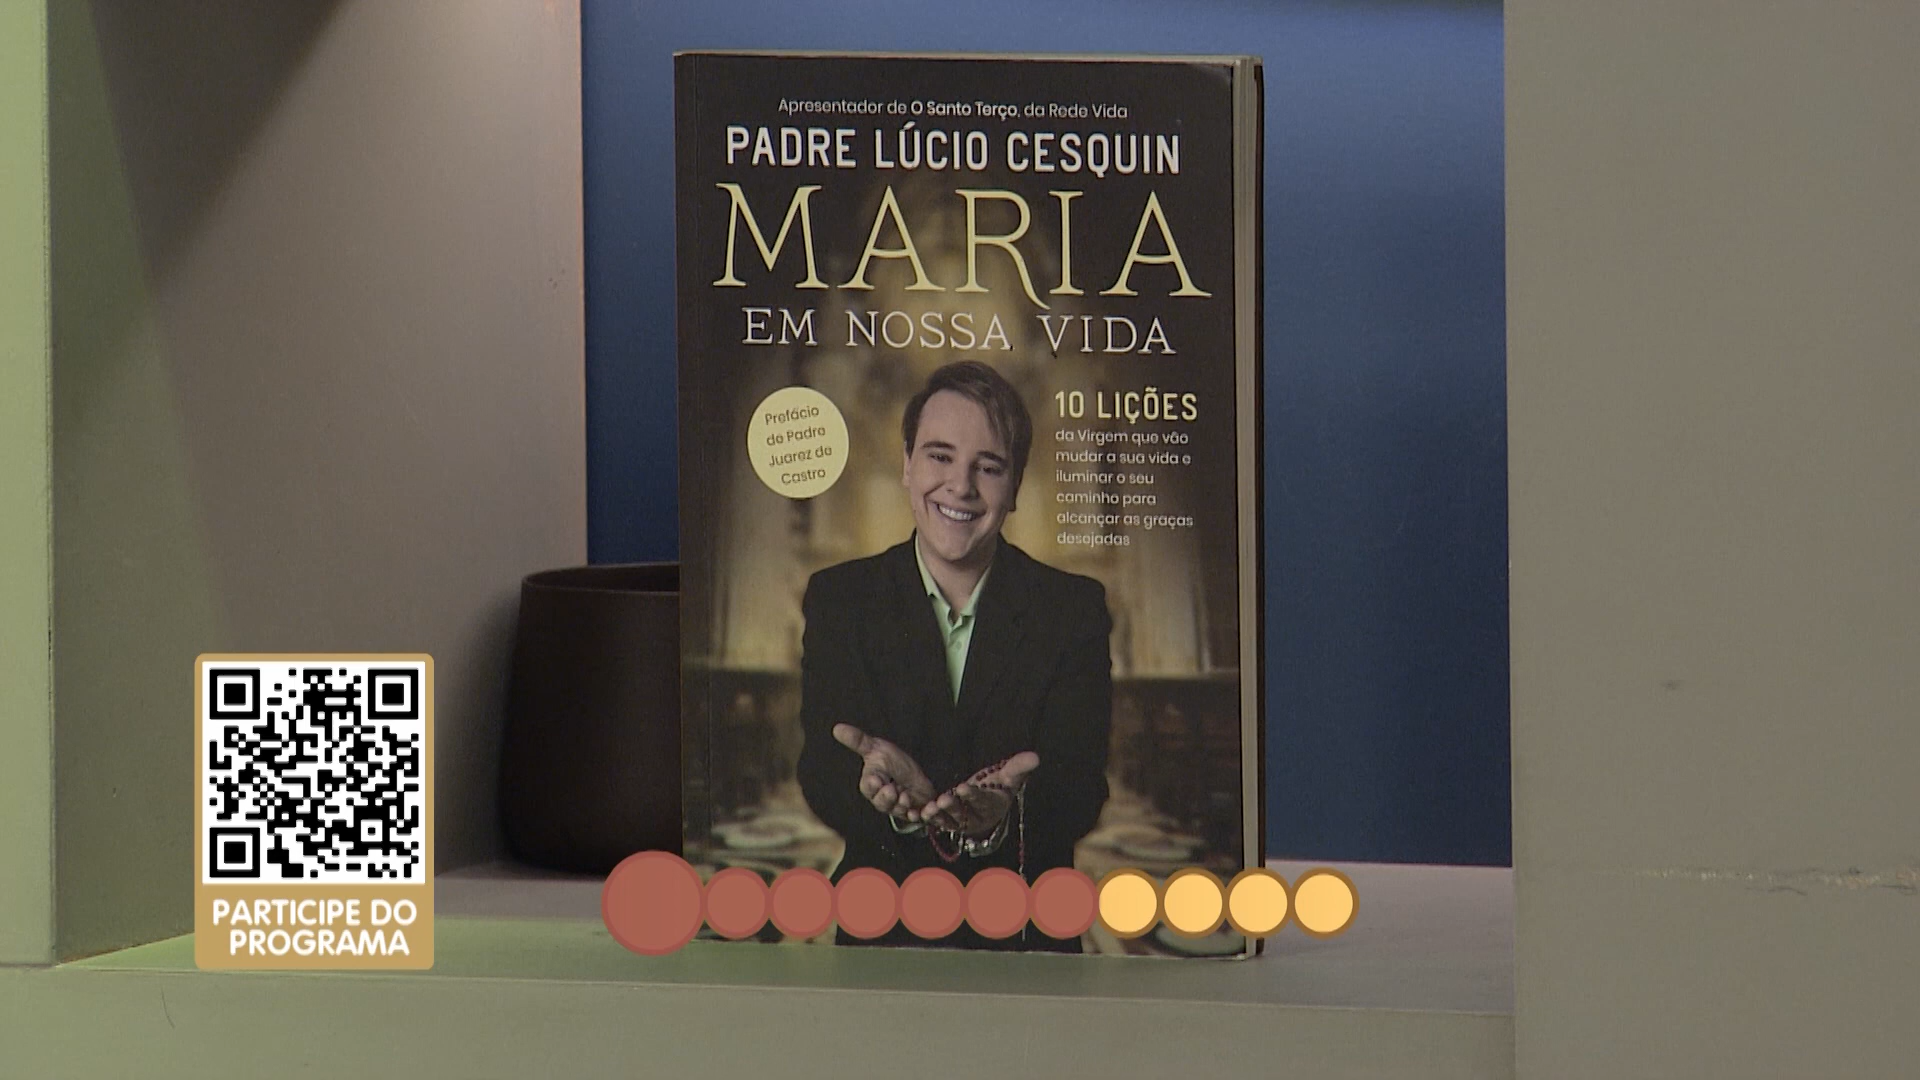 Apresentador de O Santo Terço, da Rede Vida
PADRE LÚCIO CESQUIN
MARIA
EM NOSSA VIDA
Prefácio
de Padre
Juarez de
Castro
10 LIÇÕES
da Virgem que vão
mudar a sua vida e
iluminar o seu
caminho para
alcançar as graças
desejadas
PARTICIPE DO
PROGRAMA